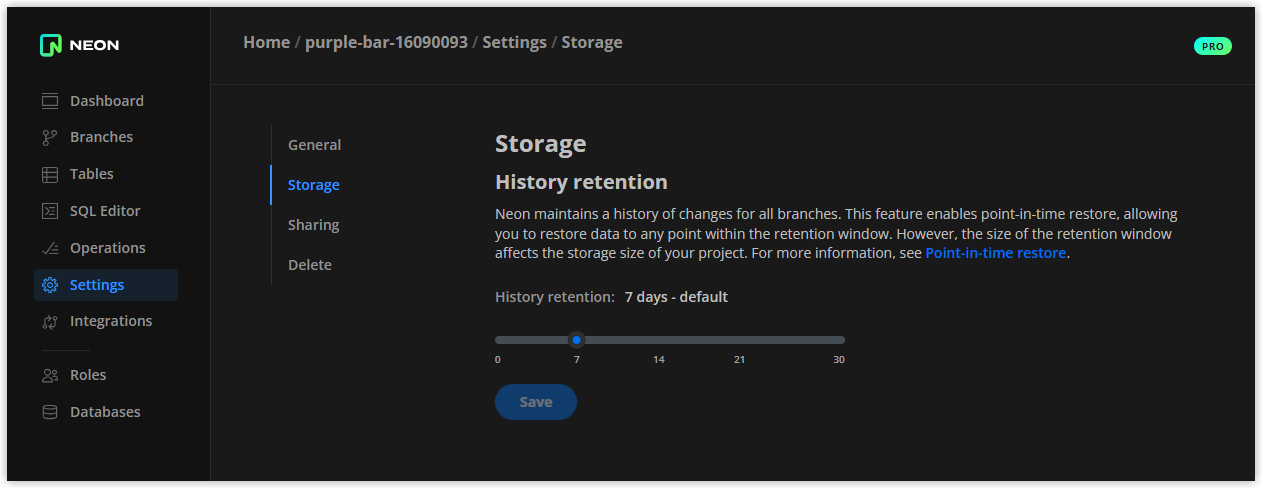 NEON
Home / purple-bar-16090093 / Settings / Storage
PRO
Dashboard
Branches
Tables
SQL Editor
Operations
Settings
Integrations
Roles
Databases
General
Storage
Sharing
Delete
Storage
History retention
Neon maintains a history of changes for all branches. This feature enables point-in-time restore, allowing
you to restore data to any point within the retention window. However, the size of the retention window
affects the storage size of your project. For more information, see Point-in-time restore.
History retention: 7 days - default
0 7 14 21 30
Save